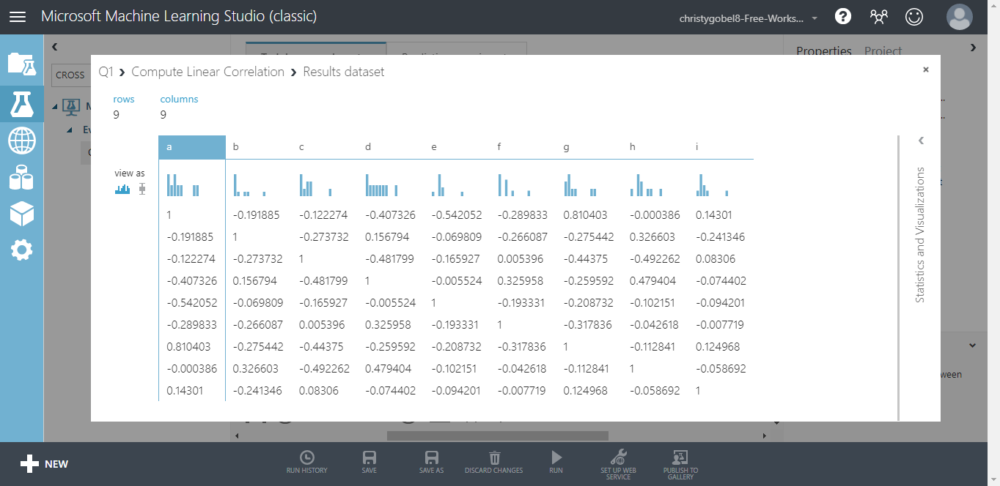 Microsoft Machine Learning Studio (classic)
christygobel8-Free-Works...
Properties Project
CROSS
Q1 Compute Linear Correlation Results dataset
rows columns
9 9
a b c d e f g h i
view as
1 -0.191885 -0.122274 -0.407326 -0.542052 -0.289833 0.810403 -0.000386 0.14301
-0.191885 1 -0.273732 0.156794 -0.069809 -0.266087 -0.275442 0.326603 -0.241346
-0.122274 -0.273732 1 -0.481799 -0.165927 0.005396 -0.44375 -0.492262 0.08306
-0.407326 0.156794 -0.481799 1 -0.005524 0.325958 -0.259592 0.479404 -0.074402
-0.542052 -0.069809 -0.165927 -0.005524 1 -0.193331 -0.208732 -0.102151 -0.094201
-0.289833 -0.266087 0.005396 0.325958 -0.193331 1 -0.317836 -0.042618 -0.007719
0.810403 -0.275442 -0.44375 -0.259592 -0.208732 -0.317836 1 -0.112841 0.124968
-0.000386 0.326603 -0.492262 0.479404 -0.102151 -0.042618 -0.112841 1 -0.058692
0.14301 -0.241346 0.08306 -0.074402 -0.094201 -0.007719 0.124968 -0.058692 1
Statistics and Visualizations
ween
NEW
RUN HISTORY
SAVE
SAVE AS
DISCARD CHANGES
RUN
SET UP WEB
SERVICE
PUBLISH TO
GALLERY